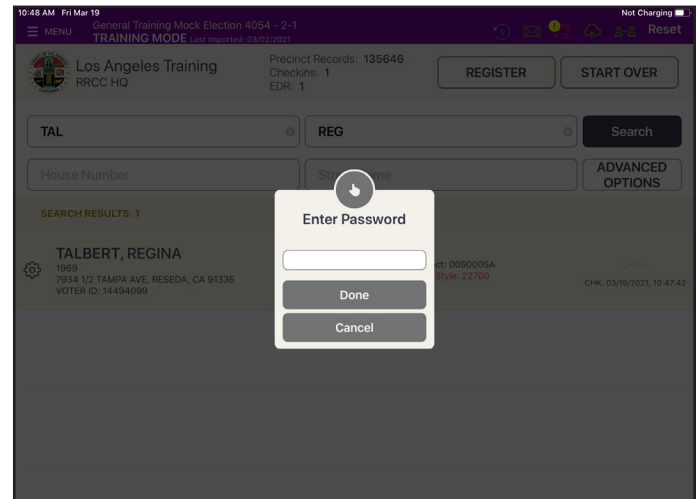 10:48 AM Fri Mar 19
Not Charging
MENU
General Training Mock Election 4054 - 2-1
TRAINING MODE Last Imported: 03/02/2021
Reset
Los Angeles Training
RRCC HQ
Precinct Records: 135646
Checkins: 1
EDR: 1
REGISTER
START OVER
TAL
REG
Search
House Number
ADVANCED
OPTIONS
SEARCH RESULTS: 1
Enter Password
Done
Cancel
TALBERT, REGINA
1969
7934 1/2 TAMPA AVE, RESEDA, CA 91335
VOTER ID: 14494099
ct: 0050005A
Style: 22700
CHK: 03/19/2021, 10:47:42